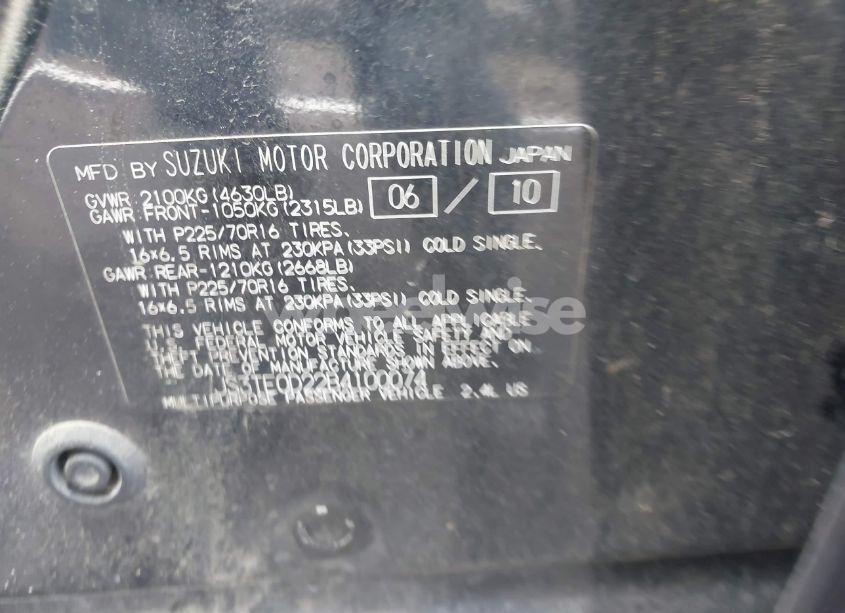 MFD BY SUZUKI MOTOR CORPORATION JAPAN
GVWR 2100KG (4630LB)
GAWR FRONT-1050KG (2315LB) 06 / 10
WITH P225/70R16 TIRES.
16×6.5 RIMS AT 230KPA (33PSI) COLD SINGLE.
GAWR REAR-1210KG (2668LB)
WITH P225/70R16 TIRES.
16×6.5 RIMS AT 230KPA (33PSI) COLD SINGLE.
wheelwise
THIS VEHICLE CONFORMS TO ALL APPLICABLE
U.S. FEDERAL MOTOR VEHICLE SAFETY AND
THEFT PREVENTION STANDARDS IN EFFECT ON
THE DATE OF MANUFACTURE SHOWN ABOVE.
JS3TE0D22B4100074
MULTIPURPOSE PASSENGER VEHICLE 2.4L US